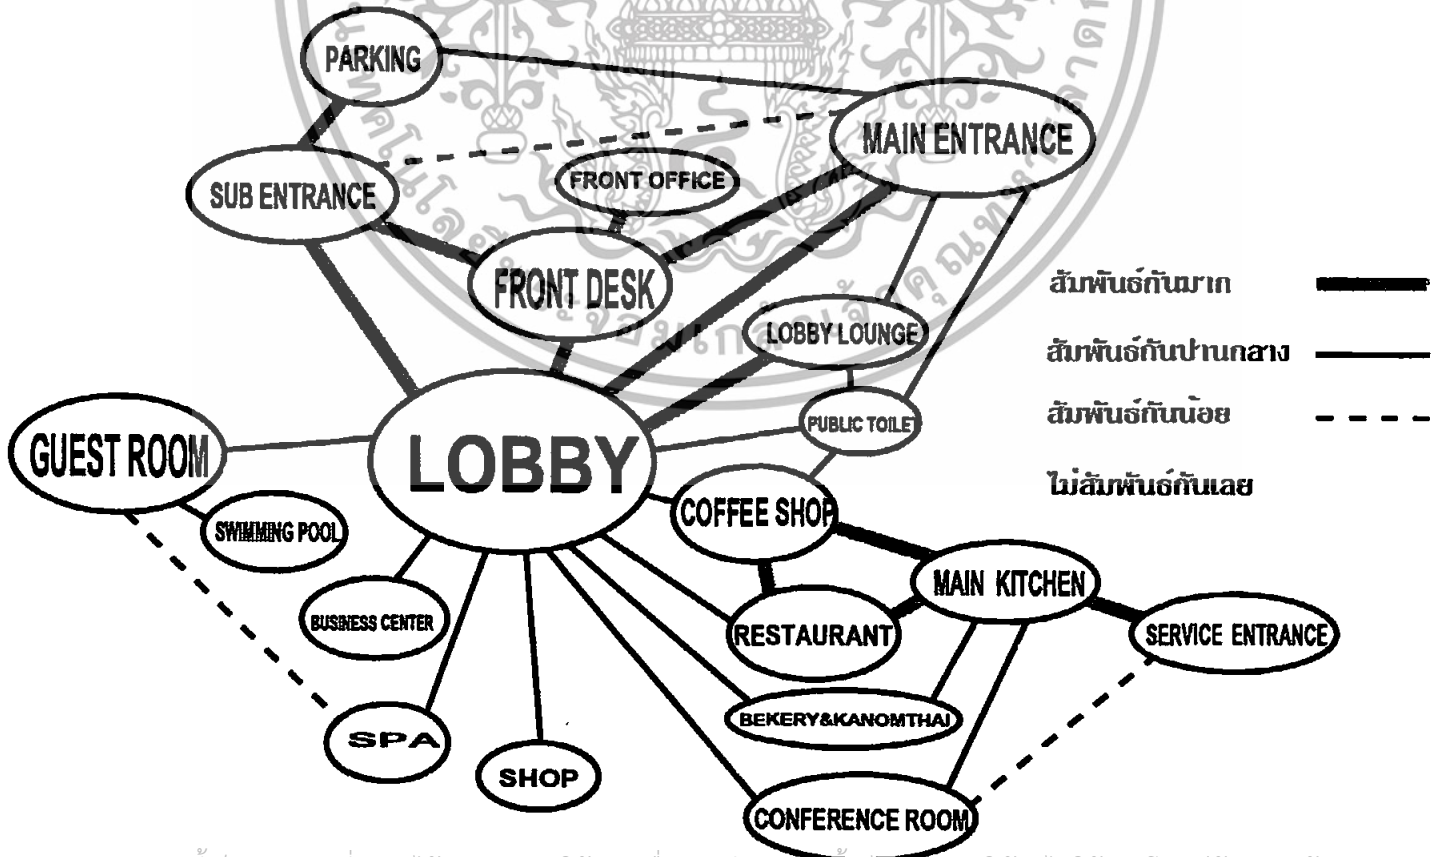 PARKING
MAIN ENTRANCE
SUB ENTRANCE
FRONT OFFICE
FRONT DESK
LOBBY LOUNGE
PUBLIC TOILET
GUEST ROOM
LOBBY
SWIMMING POOL
COFFEE SHOP
BUSINESS CENTER
MAIN KITCHEN
RESTAURANT
SERVICE ENTRANCE
SPA
SHOP
BEKERY&KANOMTHAI
CONFERENCE ROOM
สัมพันธ์กันมาก
สัมพันธ์กันปานกลาง
สัมพันธ์กันน้อย
ไม่สัมพันธ์กันเลย